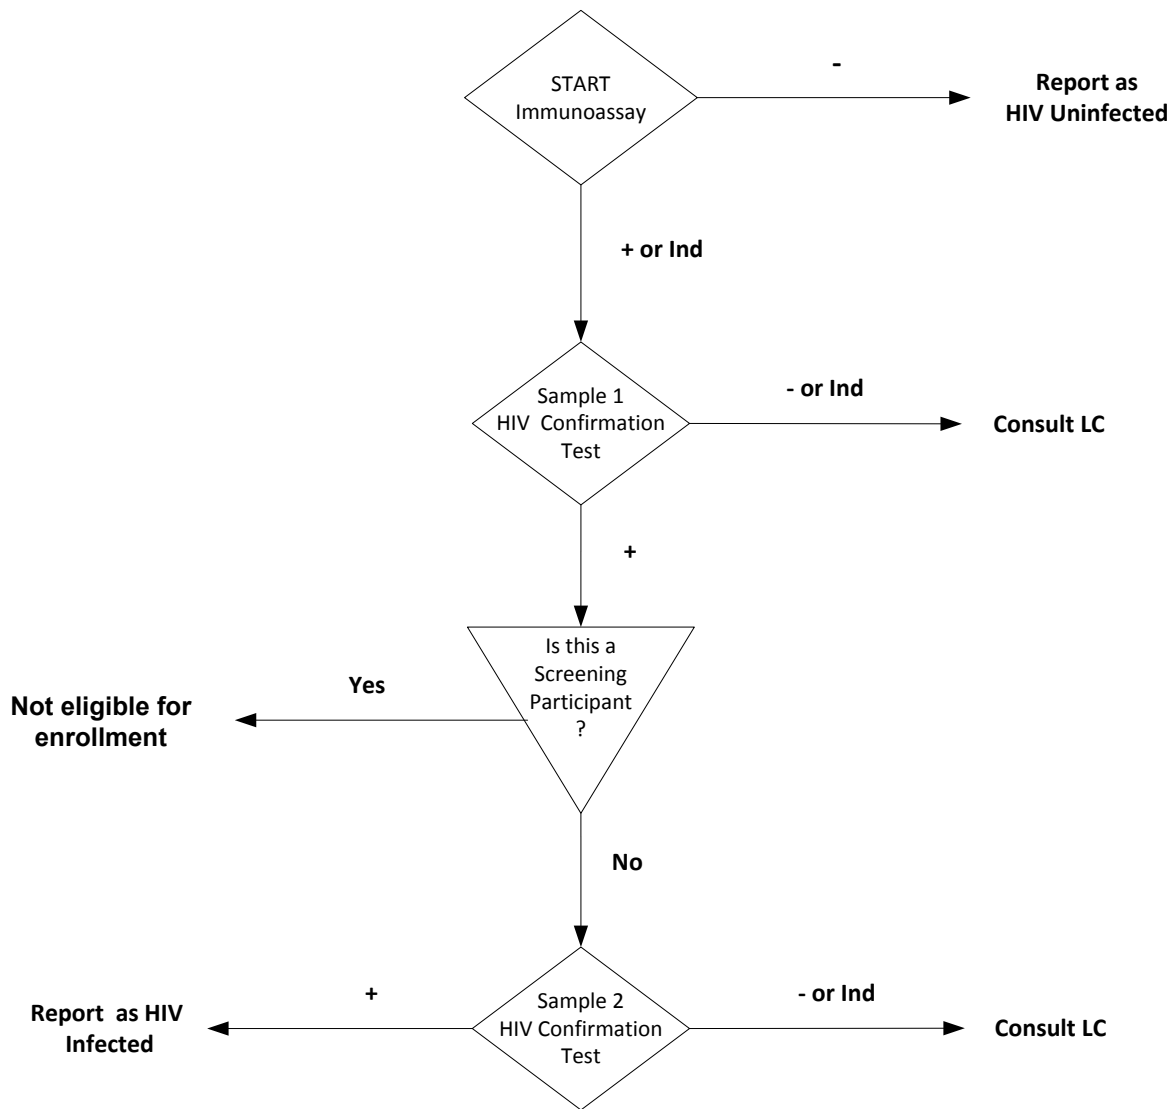 START
Immunoassay
-
Report as
HIV Uninfected
+ or Ind
Sample 1
HIV  Confirmation
Test
- or Ind
Consult LC
+
Is this a
Screening
Participant
?
Yes
Not eligible for
enrollment
No
Sample 2
HIV Confirmation
Test
+
Report  as HIV
Infected
- or Ind
Consult LC